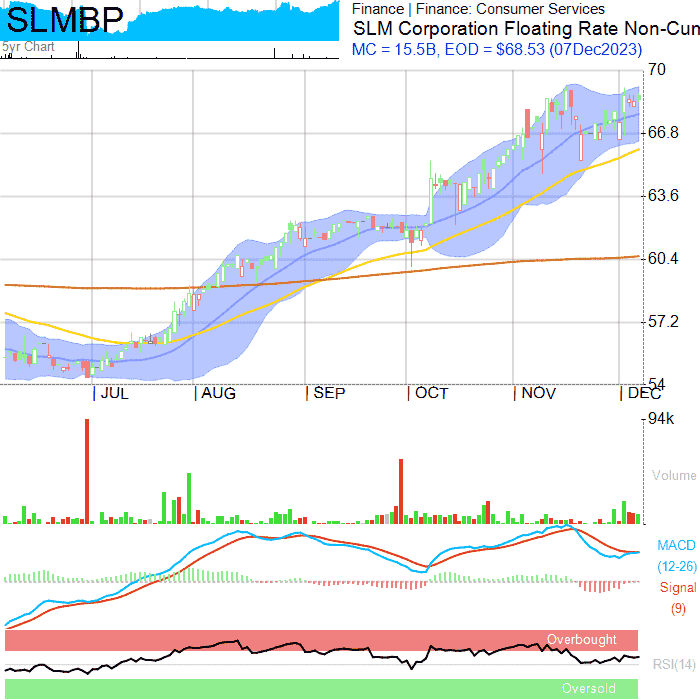 SLMBP
5yr Chart
Finance | Finance: Consumer Services
SLM Corporation Floating Rate Non-Cun
MC = 15.5B, EOD = $68.53 (07Dec2023)
70
66.8
63.6
60.4
57.2
54
JUL AUG SEP OCT NOV DEC
94k
Volume
MACD
(12-26)
Signal
(9)
Overbought
RSI(14)
Oversold